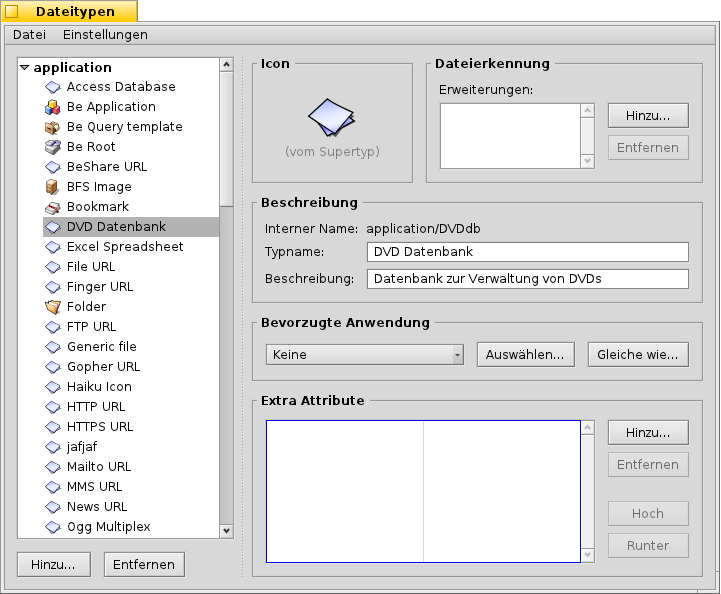 Dateitypen
Datei Einstellungen
application
Access Database
Be Application
Be Query template
Be Root
BeShare URL
BFS Image
Bookmark
DVD Datenbank
Excel Spreadsheet
File URL
Finger URL
Folder
FTP URL
Generic file
Gopher URL
Haiku Icon
HTTP URL
HTTPS URL
jafjaf
Mailto URL
MMS URL
News URL
Ogg Multiplex
Hinzu...
Entfernen
Icon
(vom Supertyp)
Dateierkennung
Erweiterungen:
Hinzu...
Entfernen
Beschreibung
Interner Name: application/DVDdb
Typname: DVD Datenbank
Beschreibung: Datenbank zur Verwaltung von DVDs
Bevorzugte Anwendung
Keine
Auswählen...
Gleiche wie...
Extra Attribute
Hinzu...
Entfernen
Hoch
Runter